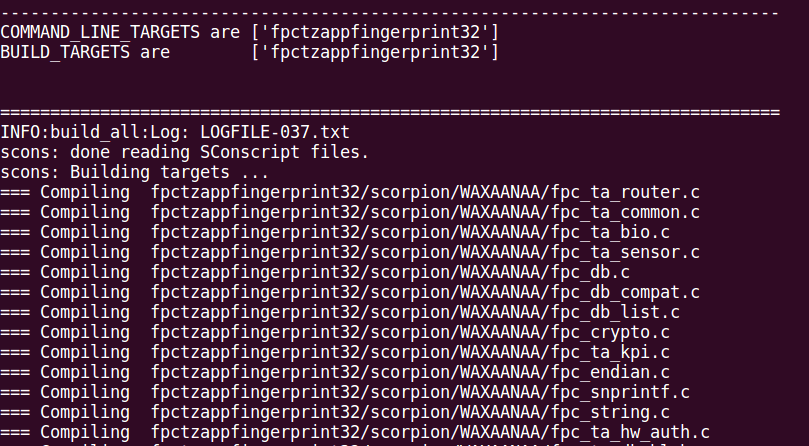 ------------------------------------------------------------------------------
COMMAND_LINE_TARGETS are ['fpctzappfingerprint32']
BUILD_TARGETS are        ['fpctzappfingerprint32']
==============================================================================
INFO:build_all:Log: LOGFILE-037.txt
scons: done reading SConscript files.
scons: Building targets ...
=== Compiling  fpctzappfingerprint32/scorpion/WAXAANAA/fpc_ta_router.c
=== Compiling  fpctzappfingerprint32/scorpion/WAXAANAA/fpc_ta_common.c
=== Compiling  fpctzappfingerprint32/scorpion/WAXAANAA/fpc_ta_bio.c
=== Compiling  fpctzappfingerprint32/scorpion/WAXAANAA/fpc_ta_sensor.c
=== Compiling  fpctzappfingerprint32/scorpion/WAXAANAA/fpc_db.c
=== Compiling  fpctzappfingerprint32/scorpion/WAXAANAA/fpc_db_compat.c
=== Compiling  fpctzappfingerprint32/scorpion/WAXAANAA/fpc_db_list.c
=== Compiling  fpctzappfingerprint32/scorpion/WAXAANAA/fpc_crypto.c
=== Compiling  fpctzappfingerprint32/scorpion/WAXAANAA/fpc_ta_kpi.c
=== Compiling  fpctzappfingerprint32/scorpion/WAXAANAA/fpc_endian.c
=== Compiling  fpctzappfingerprint32/scorpion/WAXAANAA/fpc_snprintf.c
=== Compiling  fpctzappfingerprint32/scorpion/WAXAANAA/fpc_string.c
=== Compiling  fpctzappfingerprint32/scorpion/WAXAANAA/fpc_ta_hw_auth.c
=== Compiling